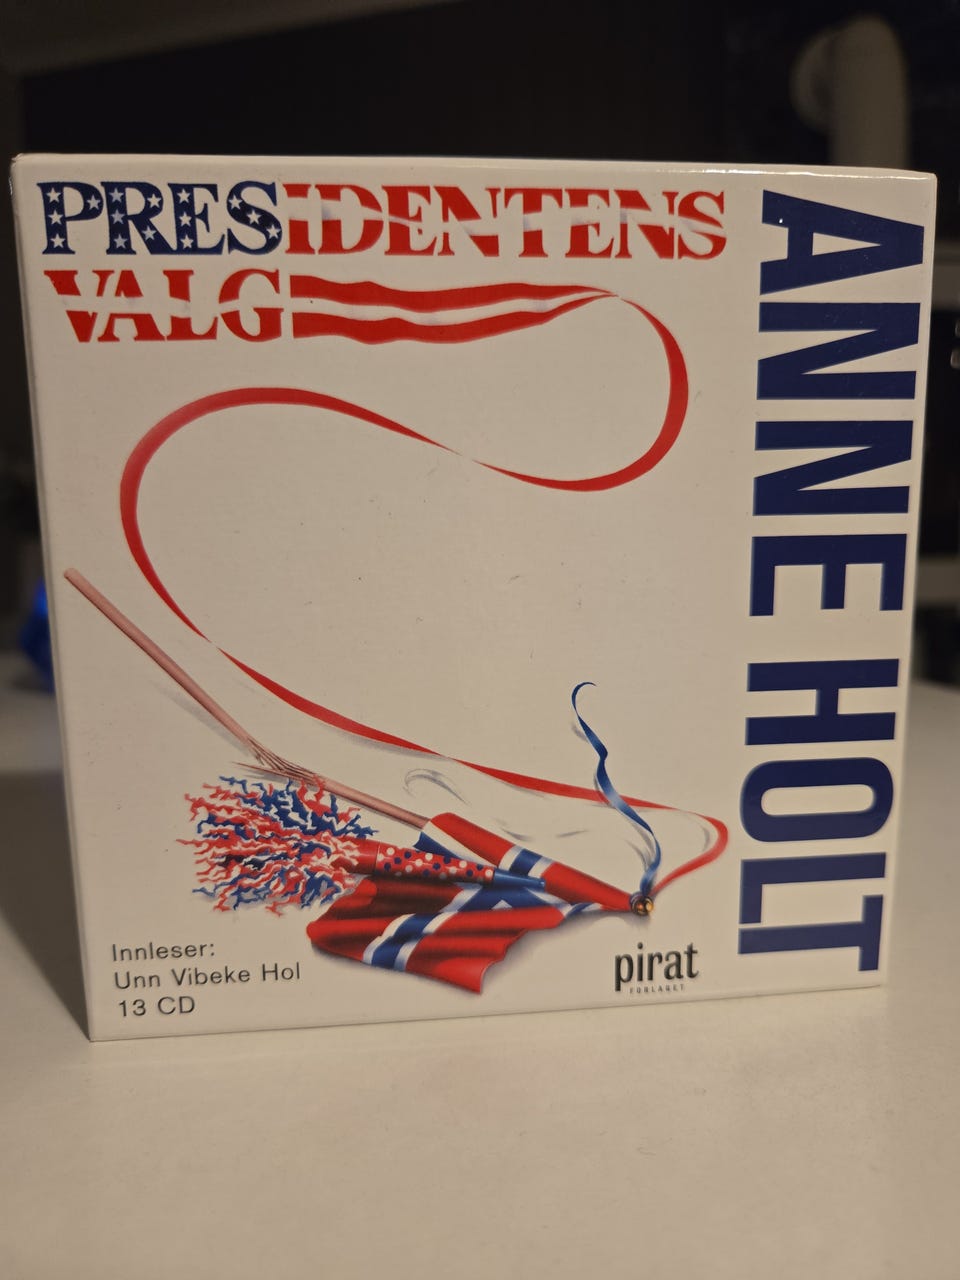 PRESIDENTENS
VALG
ANNE HOLT
Innleser:
Unn Vibeke Hol
13 CD
pirat
FORLAGET